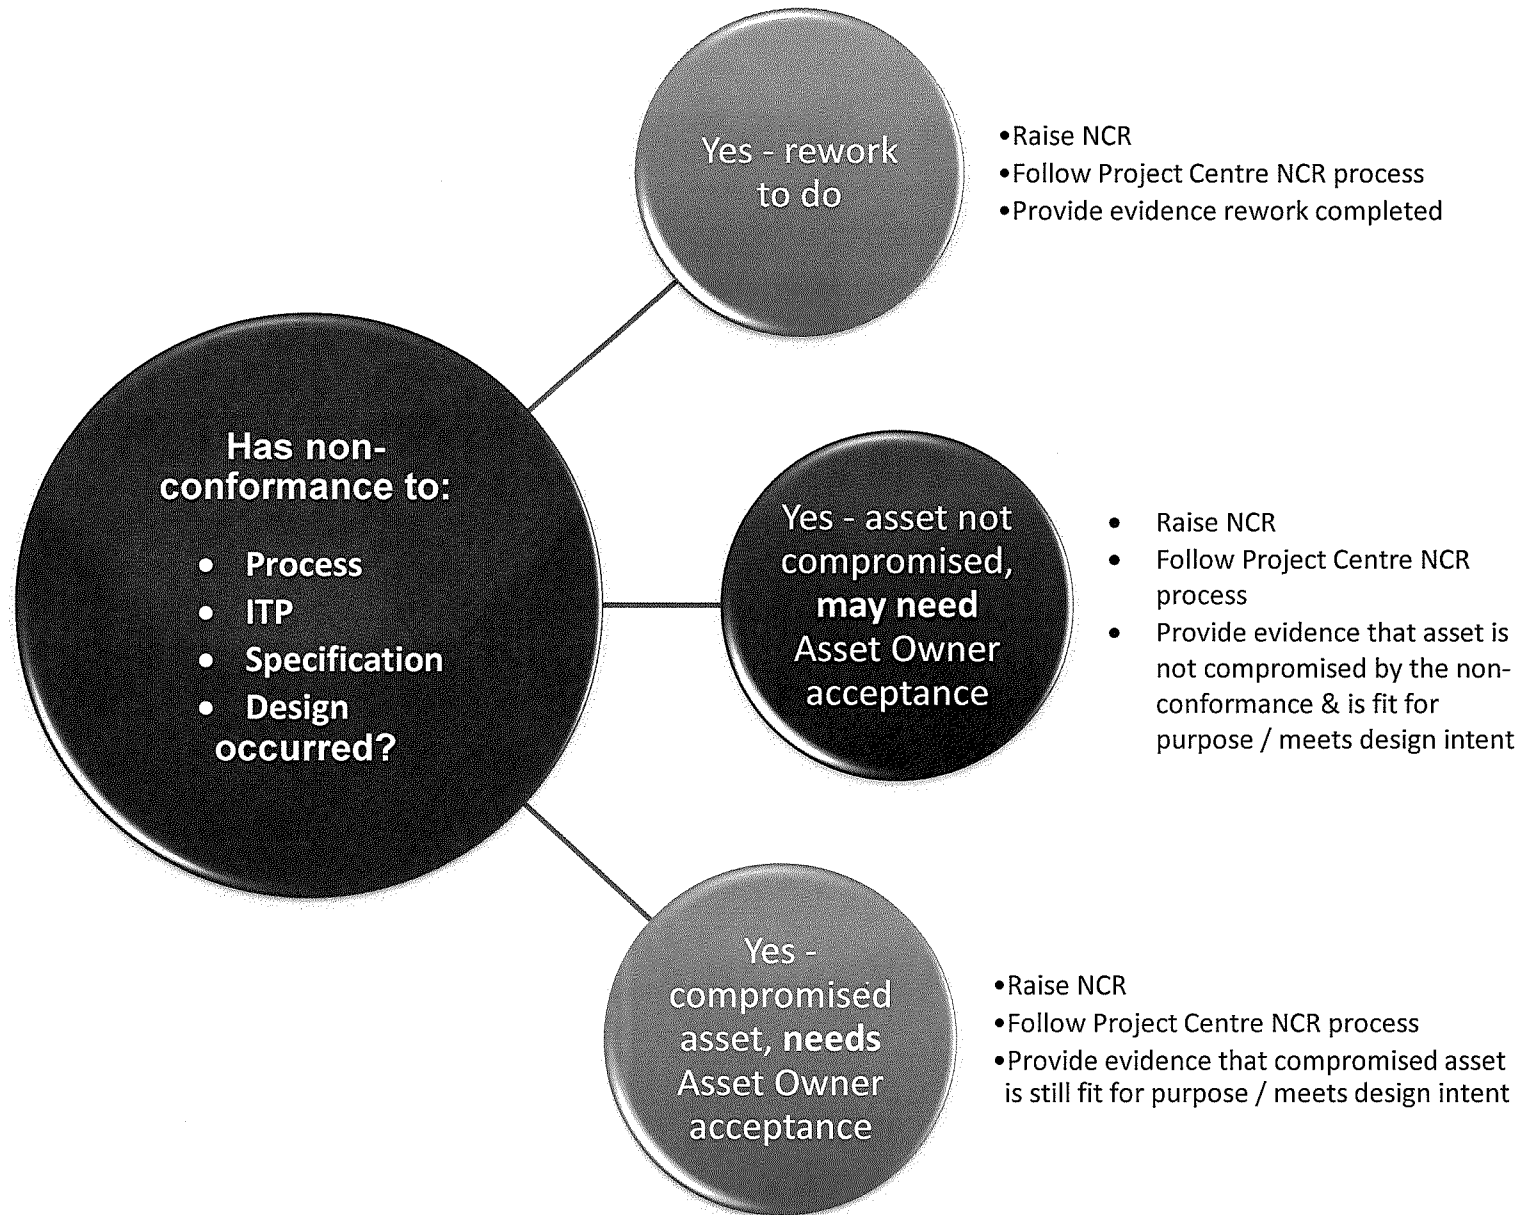 Has non-
conformance to:
• Process
• ITP
• Specification
• Design
occurred?
Yes - rework
to do
•Raise NCR
•Follow Project Centre NCR process
•Provide evidence rework completed
Yes - asset not
compromised,
may need
Asset Owner
acceptance
• Raise NCR
• Follow Project Centre NCR
process
• Provide evidence that asset is
not compromised by the non-
conformance & is fit for
purpose / meets design intent
Yes -
compromised
asset, needs
Asset Owner
acceptance
•Raise NCR
•Follow Project Centre NCR process
•Provide evidence that compromised asset
is still fit for purpose / meets design intent